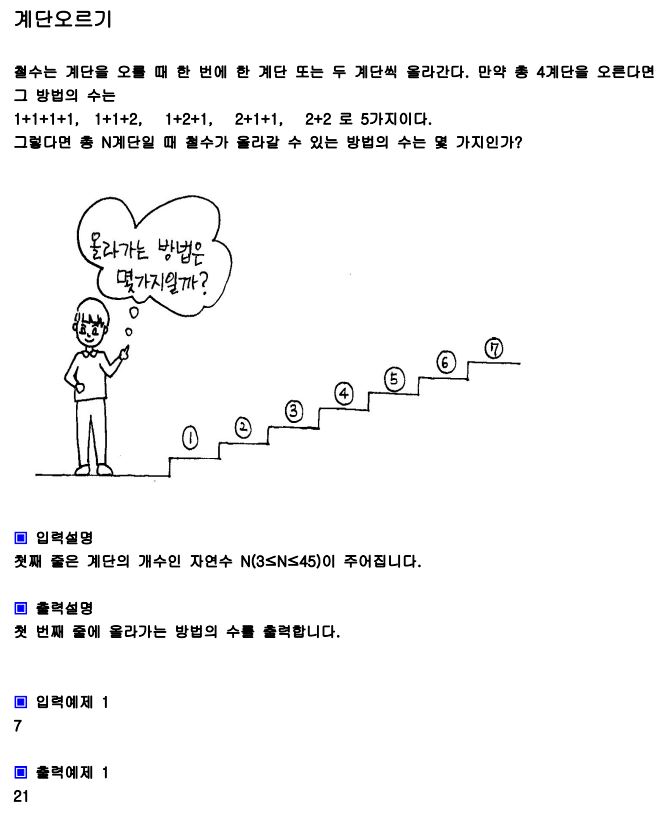 계단오르기
철수는 계단을 오를 때 한 번에 한 계단 또는 두 계단씩 올라간다. 만약 총 4계단을 오른다면
그 방법의 수는
1+1+1+1, 1+1+2, 1+2+1, 2+1+1, 2+2 로 5가지이다.
그렇다면 총 N계단일 때 철수가 올라갈 수 있는 방법의 수는 몇 가지인가?
올라가는 방법은
몇가지일까?
① ② ③ ④ ⑤ ⑥ ⑦
▣ 입력설명
첫째 줄은 계단의 개수인 자연수 N(3≤N≤45)이 주어집니다.
▣ 출력설명
첫 번째 줄에 올라가는 방법의 수를 출력합니다.
▣ 입력예제 1
7
▣ 출력예제 1
21